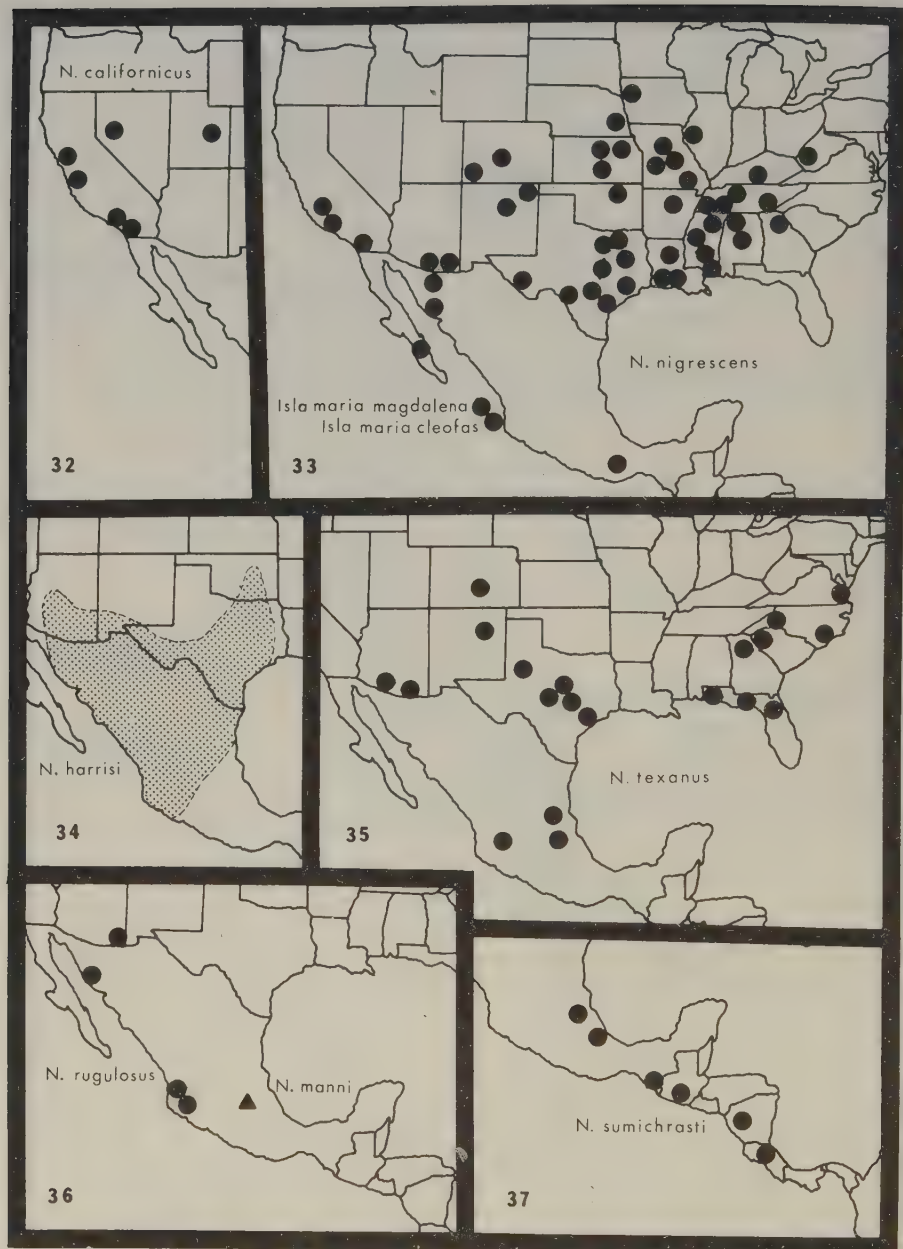 N. californicus
32
N. nigrescens
Isla maria magdalena
Isla maria cleofas
33
N. harrisi
34
N. texanus
35
N. rugulosus
N. manni
36
N. sumichrasti
37